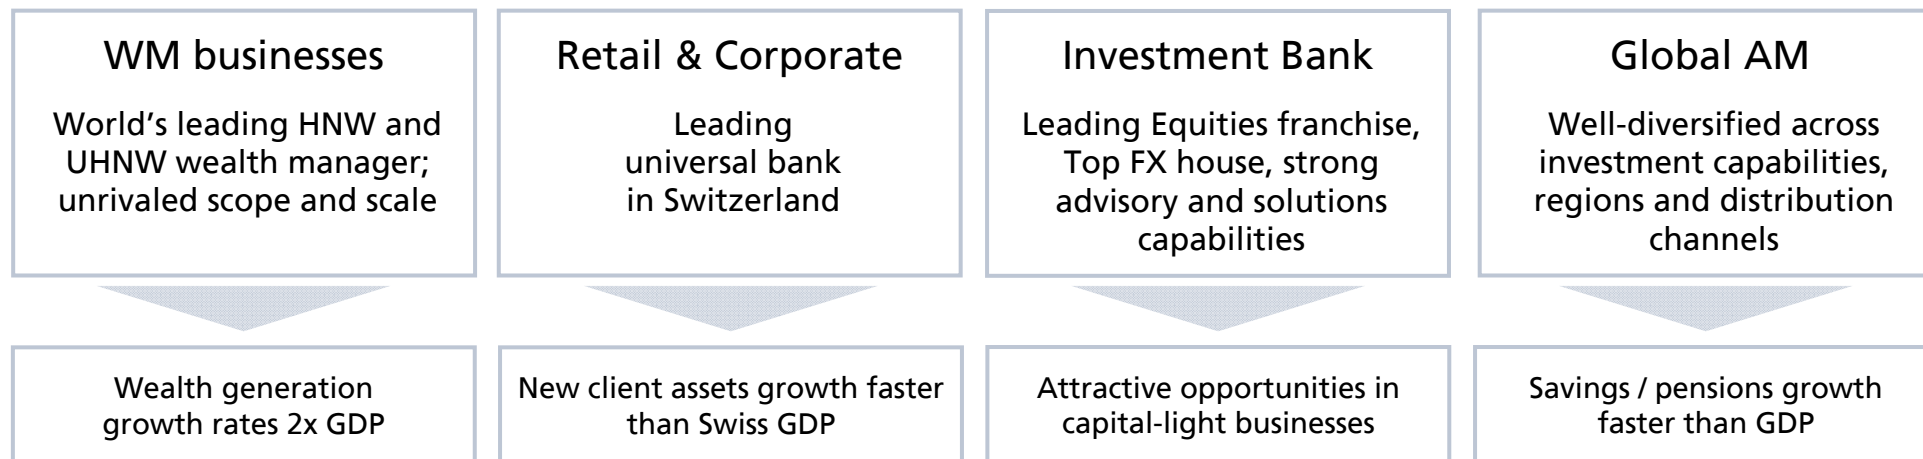 WM businesses
World's leading HNW and
UHNW wealth manager;
unrivaled scope and scale
Retail & Corporate
Leading
universal bank
in Switzerland
Investment Bank
Leading Equities franchise,
Top FX house, strong
advisory and solutions
capabilities
Global AM
Well-diversified across
investment capabilities,
regions and distribution
channels
Wealth generation
growth rates 2x GDP
New client assets growth faster
than Swiss GDP
Attractive opportunities in
capital-light businesses
Savings / pensions growth
faster than GDP